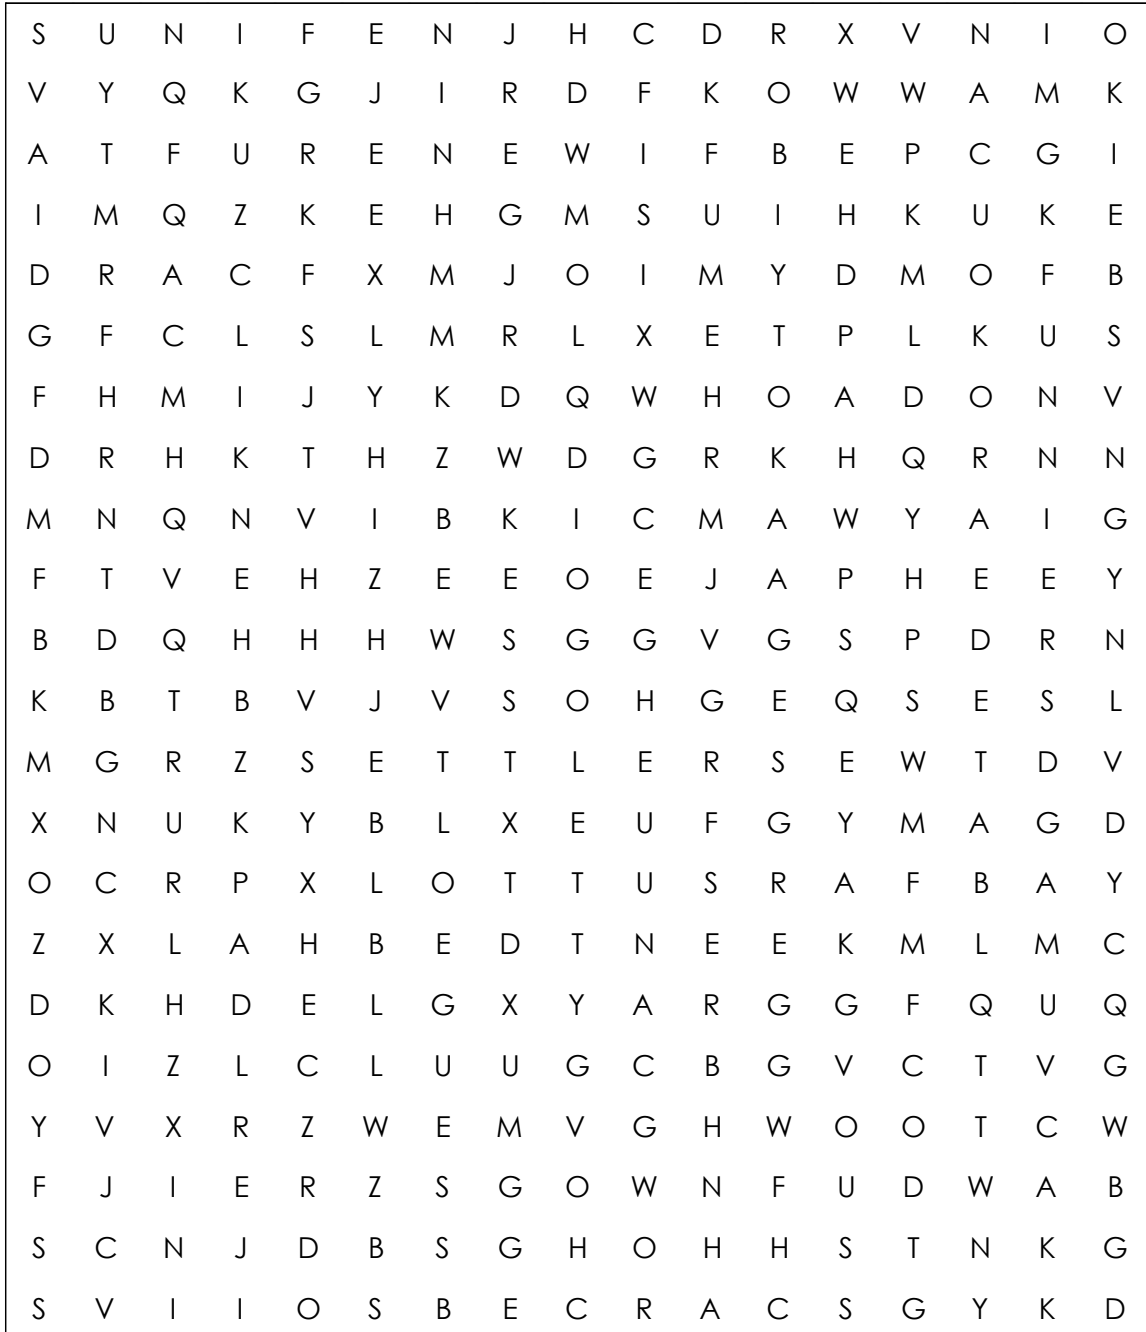 S U N I F E N J H C D R X V N I O
V Y Q K G J I R D F K O W W A M K
A T F U R E N E W I F B E P C G I
I M Q Z K E H G M S U I H K U K E
D R A C F X M J O I M Y D M O F B
G F C L S L M R L X E T P L K U S
F H M I J Y K D Q W H O A D O N V
D R H K T H Z W D G R K H Q R N N
M N Q N V I B K I C M A W Y A I G
F T V E H Z E E O E J A P H E E Y
B D Q H H H W S G G V G S P D R N
K B T B V J V S O H G E Q S E S L
M G R Z S E T T L E R S E W T D V
X N U K Y B L X E U F G Y M A G D
O C R P X L O T T U S R A F B A Y
Z X L A H B E D T N E E K M L M C
D K H D E L G X Y A R G G F Q U Q
O I Z L C L U U G C B G V C T V G
Y V X R Z W E M V G H W O O T C W
F J I E R Z S G O W N F U D W A B
S C N J D B S G H O H H S T N K G
S V I I O S B E C R A C S G Y K D